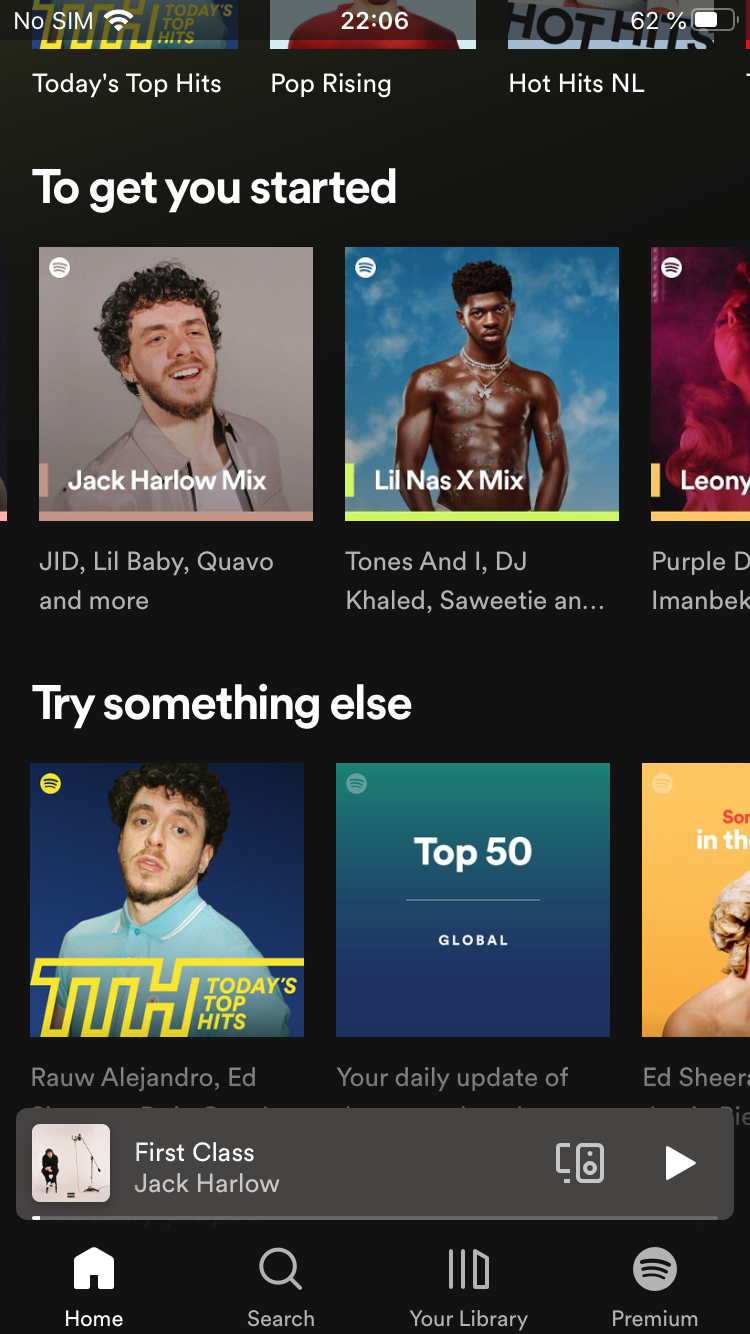 No SIM 22:06 62 %
TODAY'S
TOP
HITS
HOT HITS
Today's Top Hits Pop Rising Hot Hits NL
To get you started
Jack Harlow Mix Lil Nas X Mix Leony
JID, Lil Baby, Quavo
and more
Tones And I, DJ
Khaled, Saweetie an...
Purple D
Imanbek
Try something else
TTH TODAY'S
TOP
HITS
Top 50
GLOBAL
Sor
in the
Rauw Alejandro, Ed
Your daily update of
Ed Sheera
First Class
Jack Harlow
Home Search Your Library Premium